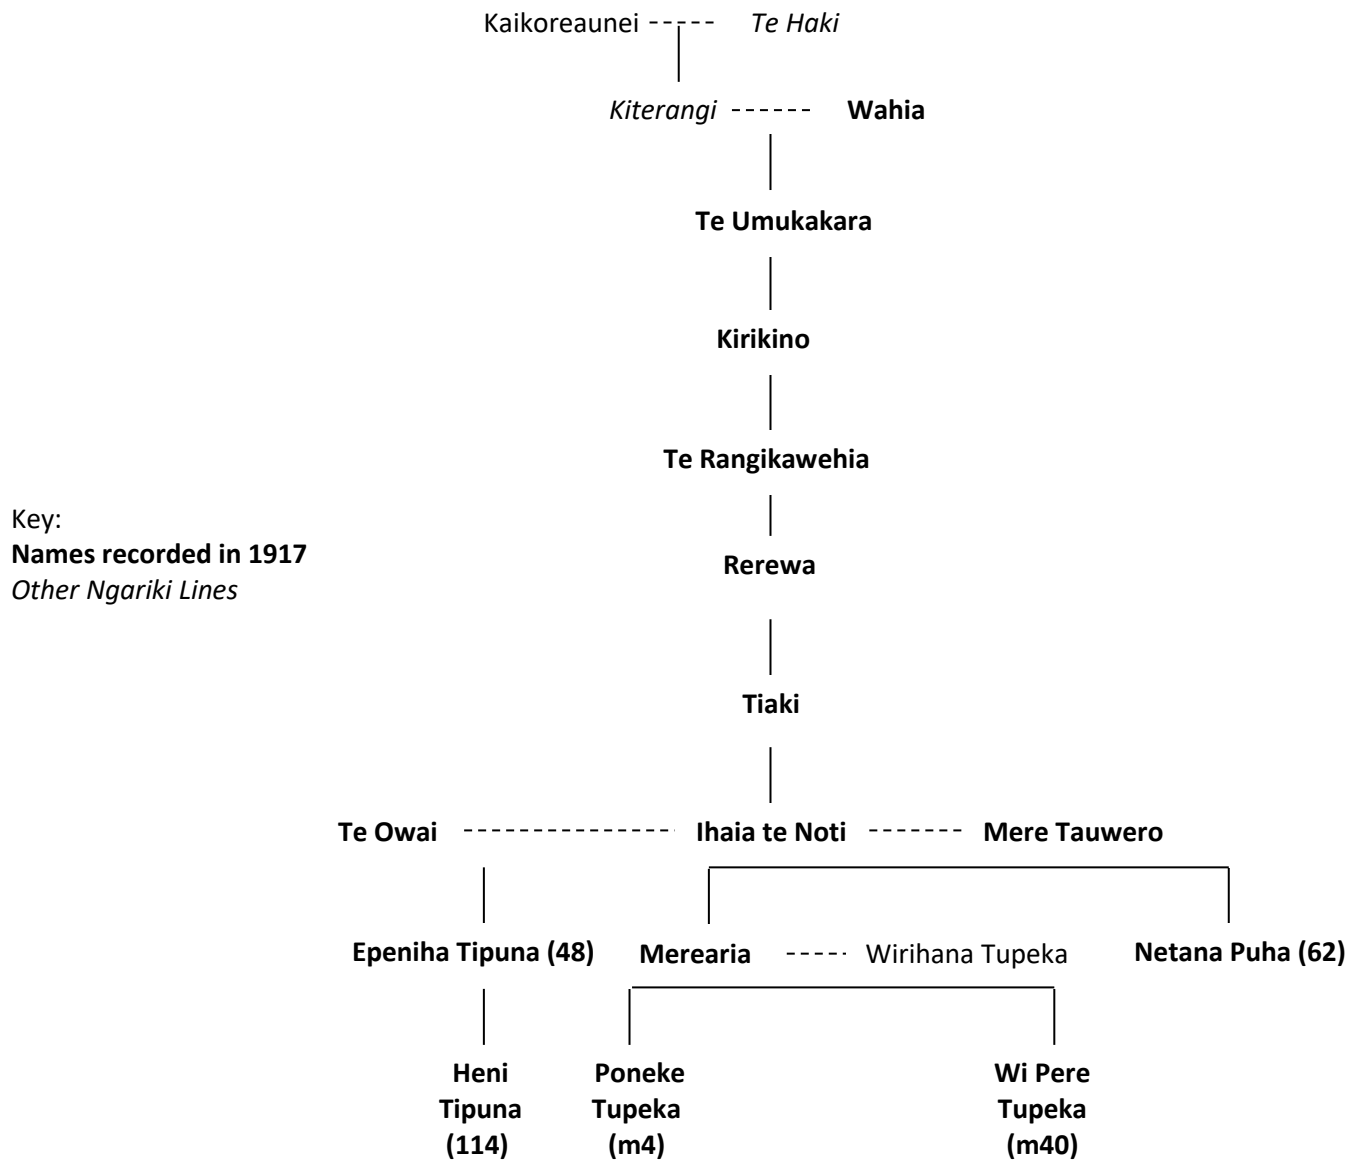 Kaikoreaunei Te Haki
Kiterangi Wahia
Te Umukakara
Kirikino
Te Rangikawehia
Key:
Names recorded in 1917
Other Ngariki Lines
Rerewa
Tiaki
Te Owai Ihaia te Noti Mere Tauwero
Epeniha Tipuna (48) Merearia Wirihana Tupeka Netana Puha (62)
Heni
Tipuna
(114)
Poneke
Tupeka
(m4)
Wi Pere
Tupeka
(m40)